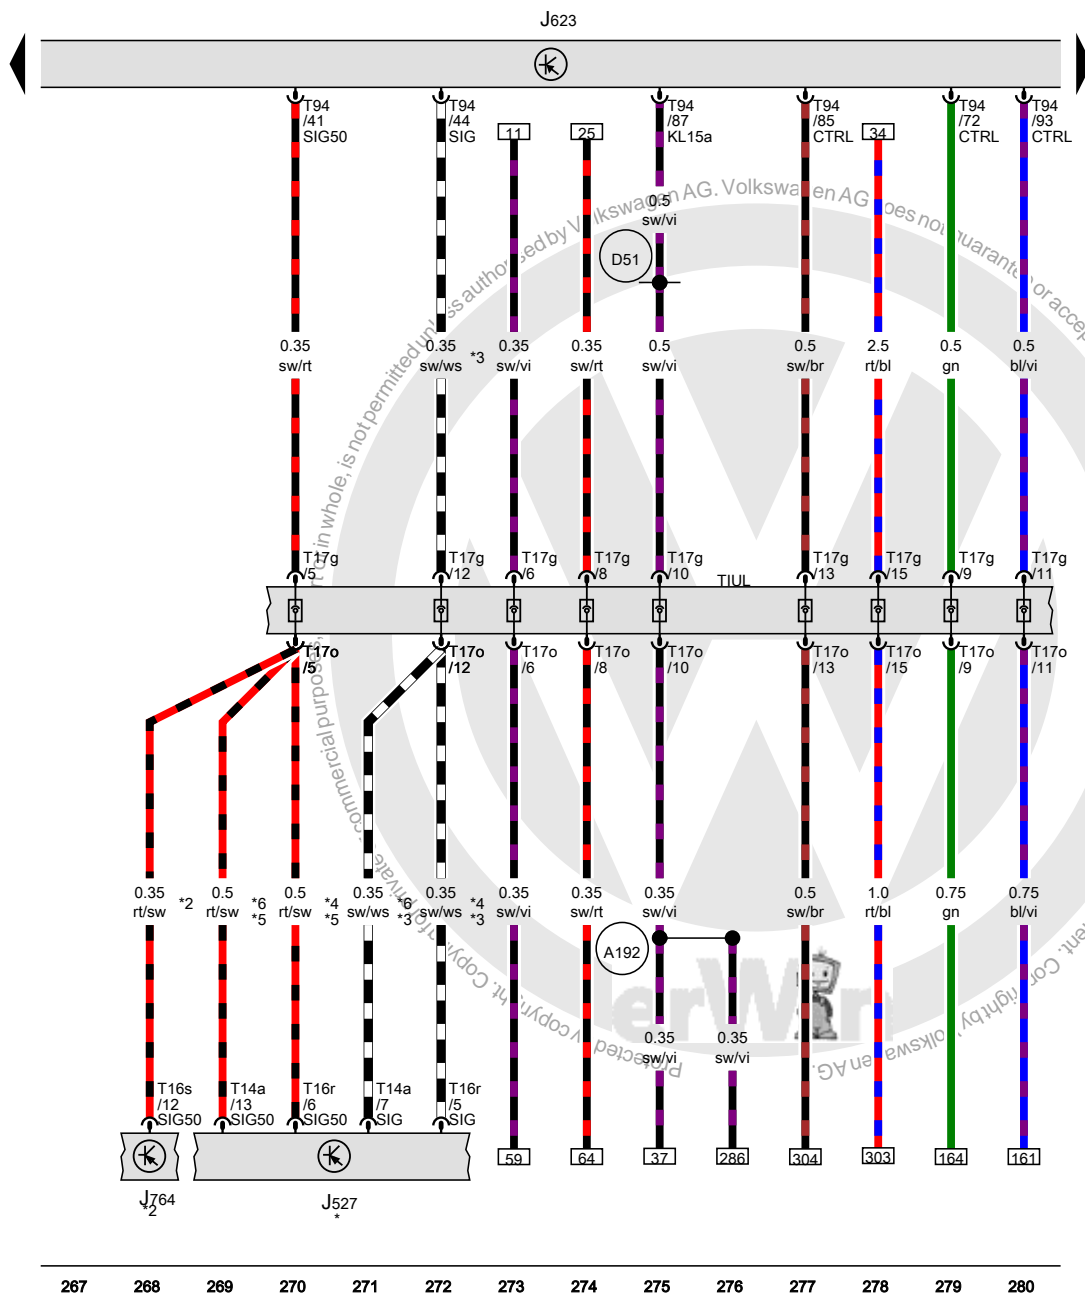 J623
T94 T94 T94 T94 T94 T94
/41 /44 /87 /85 /72 /93
SIG50 SIG KL15a CTRL CTRL CTRL
11 25 34
0.5
sw/vi
D51
0.35 0.35 *3 0.35 0.35 0.5 0.5 2.5 0.5 0.5
sw/rt sw/ws sw/vi sw/rt sw/vi sw/br rt/bl gn bl/vi
T17g T17g T17g T17g T17g T17g T17g T17g T17g
/5 /12 /6 /8 /10 /13 /15 /9 /11
TIUL
T17o T17o T17o T17o T17o T17o T17o T17o T17o
/5 /12 /6 /8 /10 /13 /15 /9 /11
0.35 *2 0.5 *6 0.5 *4 0.35 *6 0.35 *4 0.35 0.35 0.35 0.5 1.0 0.75 0.75
rt/sw rt/sw *5 rt/sw *5 sw/ws *3 sw/ws *3 sw/vi sw/rt sw/vi sw/br rt/bl gn bl/vi
A192
0.35 0.35
sw/vi sw/vi
T16s T14a T16r T14a T16r
/12 /13 /6 /7 /5
SIG50 SIG50 SIG50 SIG SIG
59 64 37 286 304 303 164 161
J764 J527
*2 *
267 268 269 270 271 272 273 274 275 276 277 278 279 280